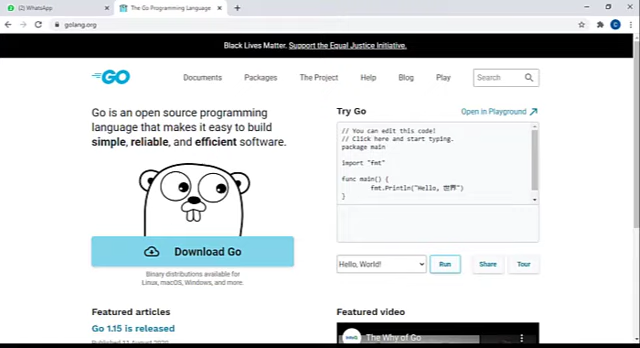 (2) WhatsApp
The Go Programming Language
golang.org
C
Black Lives Matter. Support the Equal Justice Initiative.
GO
Documents
Packages
The Project
Help
Blog
Play
Search
Go is an open source programming
language that makes it easy to build
simple, reliable, and efficient software.
Download Go
Binary distributions available for
Linux, macOS, Windows, and more.
Try Go
Open in Playground
// You can edit this code!
// Click here and start typing.
package main
import "fmt"
func main() {
fmt.Println("Hello, 世界")
}
Hello, World!
Run
Share
Tour
Featured articles
Go 1.15 is released
Published 11 August 2020
Featured video
The Why of Go